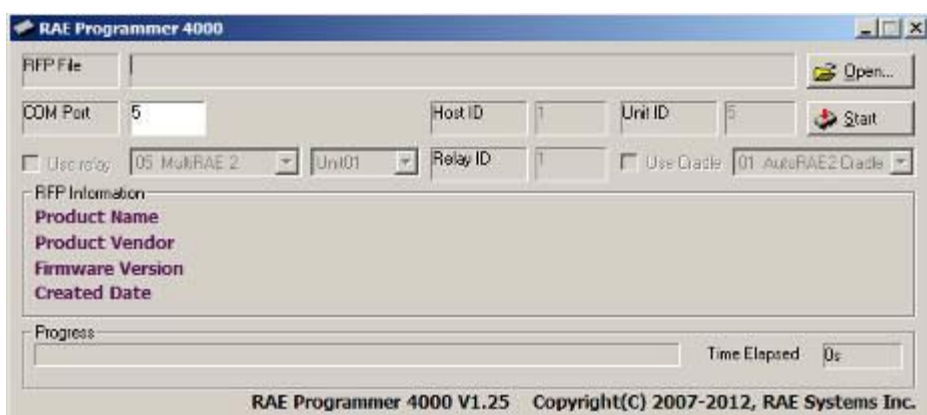 RAE Programmer 4000
RFP File
Open...
COM Port 5 Host ID 1 Unit ID 5 Start
Use relay 05 MultiRAE 2 Unit01 Relay ID 1 Use Cradle 01 AutoRAE2 Cradle
RFP Information
Product Name
Product Vendor
Firmware Version
Created Date
Progress
Time Elapsed 0s
RAE Programmer 4000 V1.25 Copyright(C) 2007-2012, RAE Systems Inc.